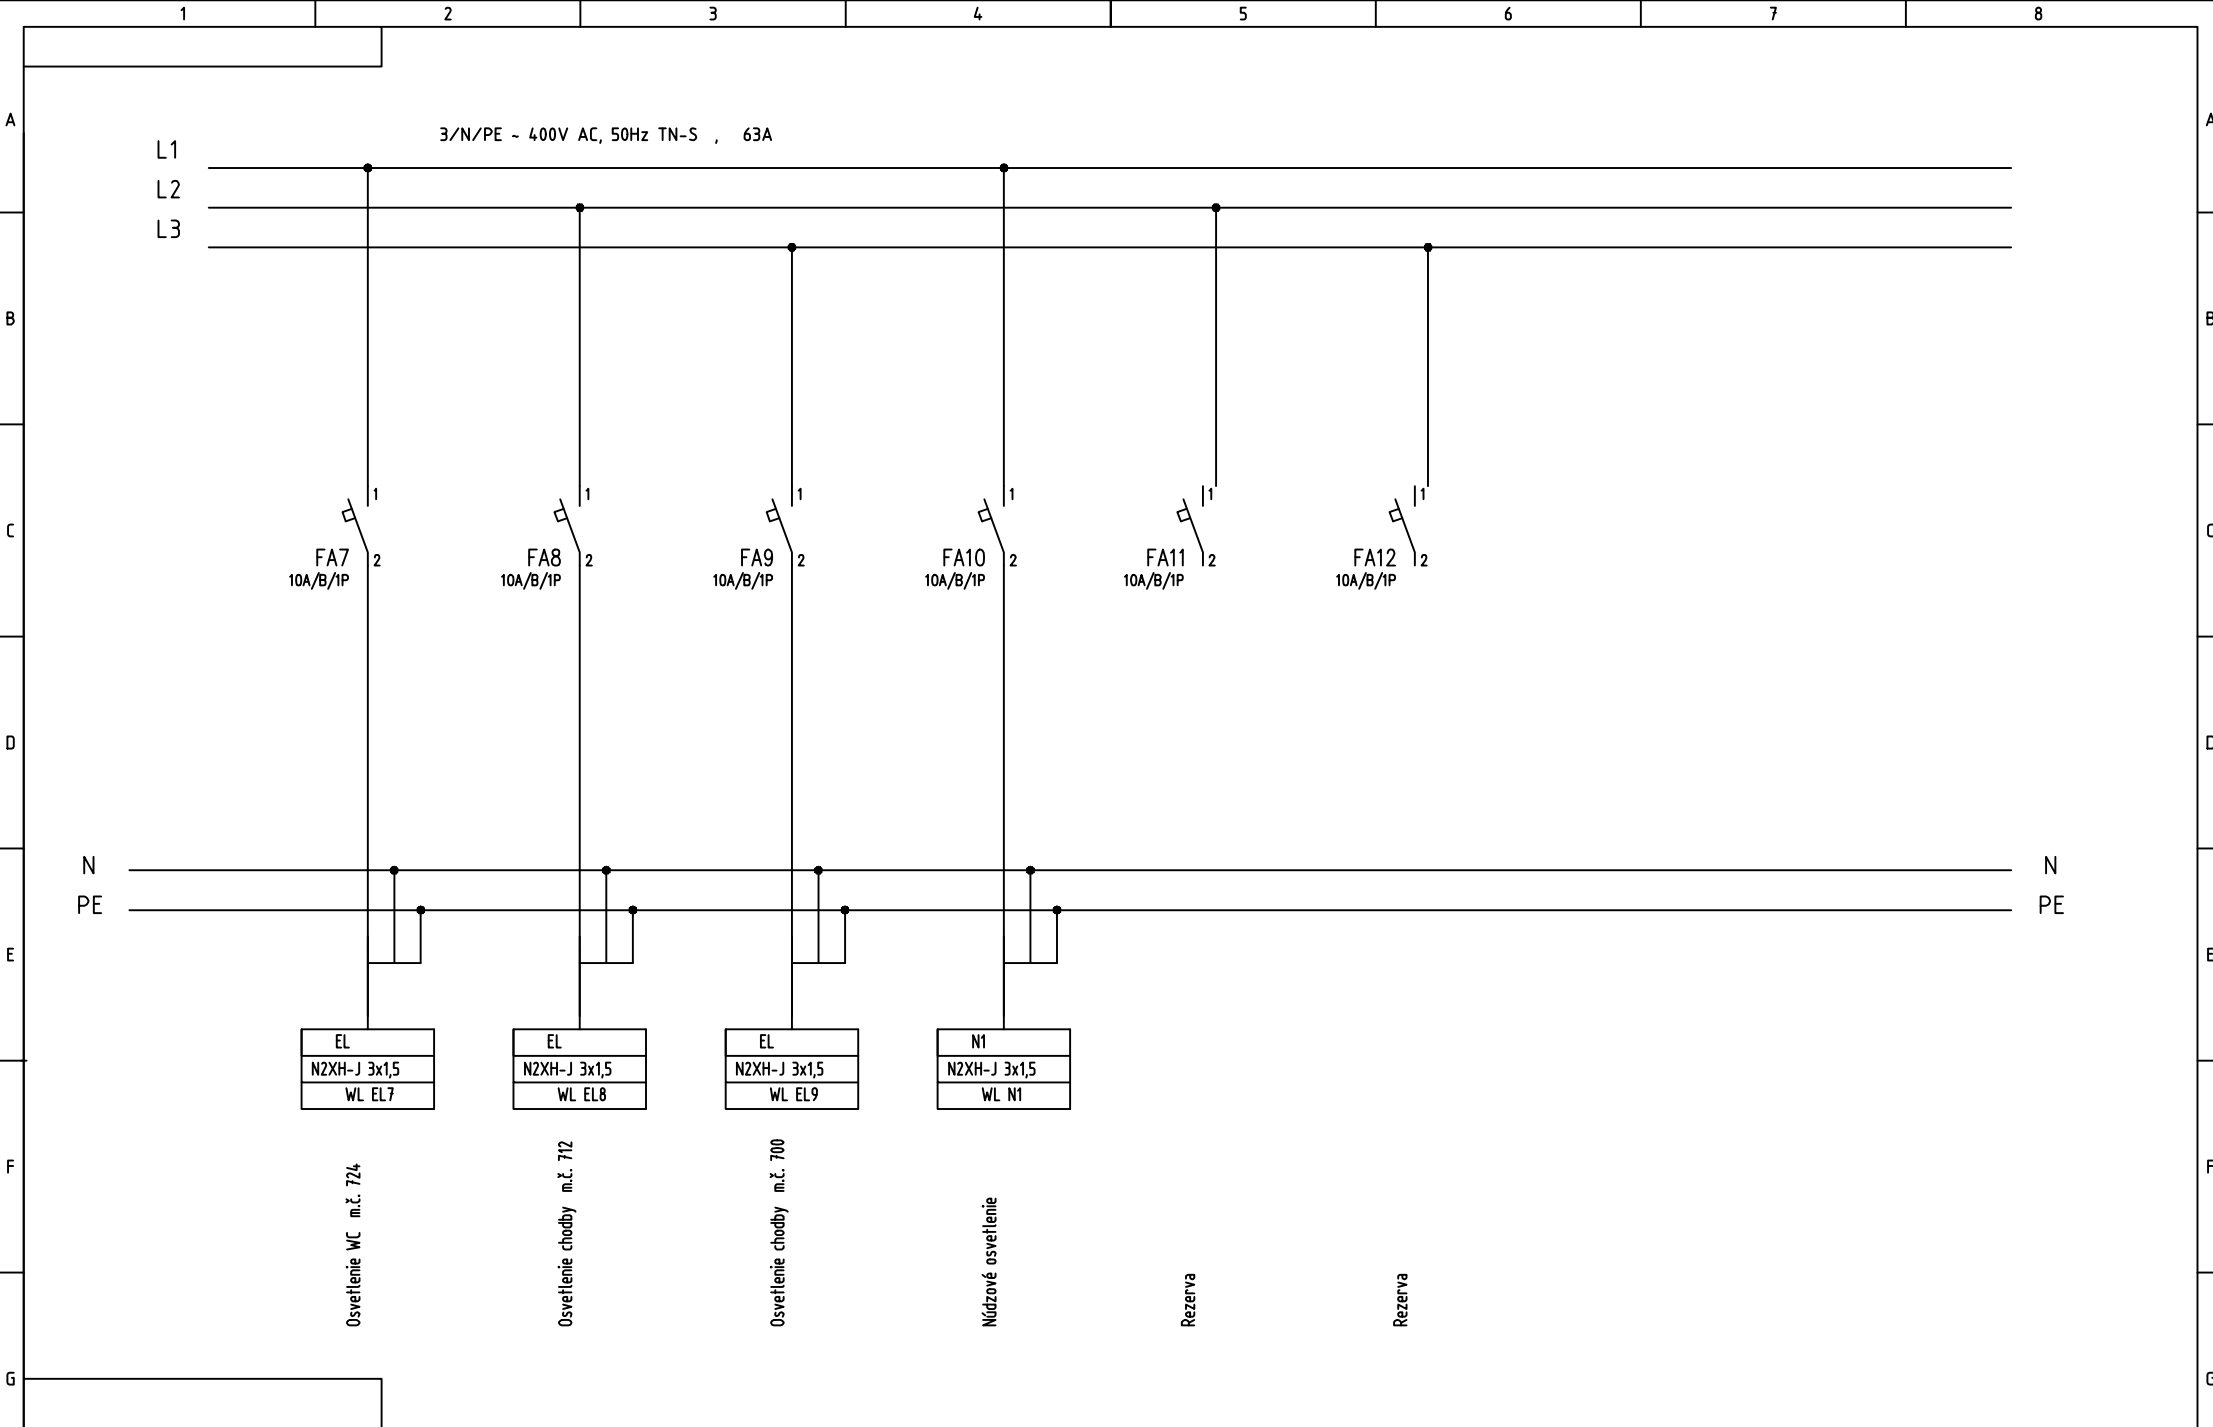 1 2 3 4 5 6 7 8
A A
3/N/PE ~ 400V AC, 50Hz TN-S , 63A
L1
L2
L3
B B
1 1 1 1 1 1
C C
FA7 2 FA8 2 FA9 2 FA10 2 FA11 2 FA12 2
10A/B/1P 10A/B/1P 10A/B/1P 10A/B/1P 10A/B/1P 10A/B/1P
D D
N N
PE PE
E E
EL EL EL N1
N2XH-J 3x1,5 N2XH-J 3x1,5 N2XH-J 3x1,5 N2XH-J 3x1,5
WL EL7 WL EL8 WL EL9 WL N1
F F
Osvetlenie WC m.č. 724
Osvetlenie chodby m.č. 712
Osvetlenie chodby m.č. 700
Núdzové osvetlenie
Rezerva
Rezerva
G G